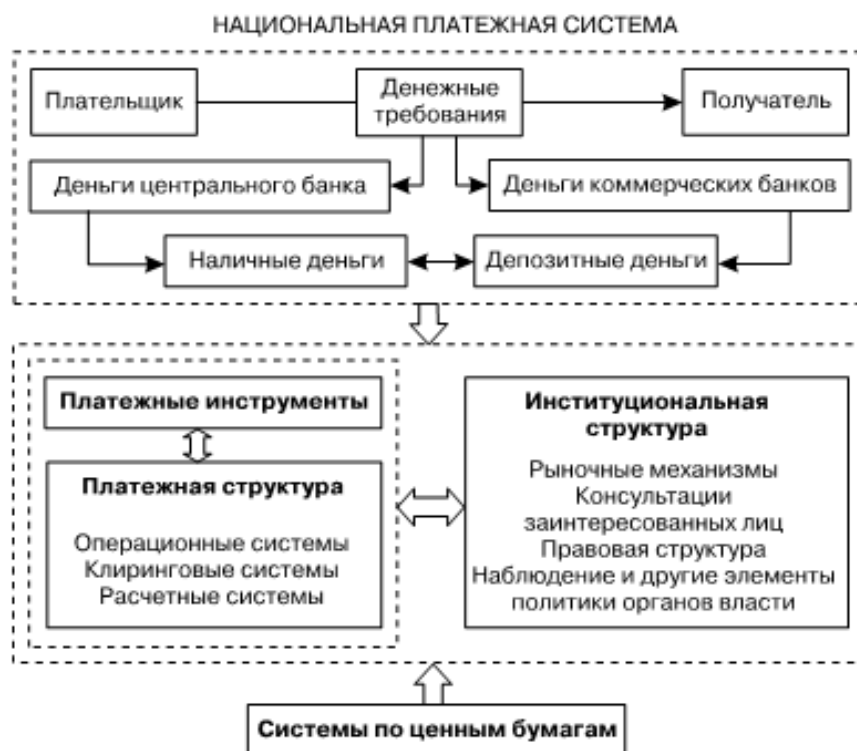 НАЦИОНАЛЬНАЯ ПЛАТЕЖНАЯ СИСТЕМА
Плательщик
Денежные
требования
Получатель
Деньги центрального банка
Деньги коммерческих банков
Наличные деньги
Депозитные деньги
Платежные инструменты
Платежная структура
Операционные системы
Клиринговые системы
Расчетные системы
Институциональная
структура
Рыночные механизмы
Консультации
заинтересованных лиц
Правовая структура
Наблюдение и другие элементы
политики органов власти
Системы по ценным бумагам